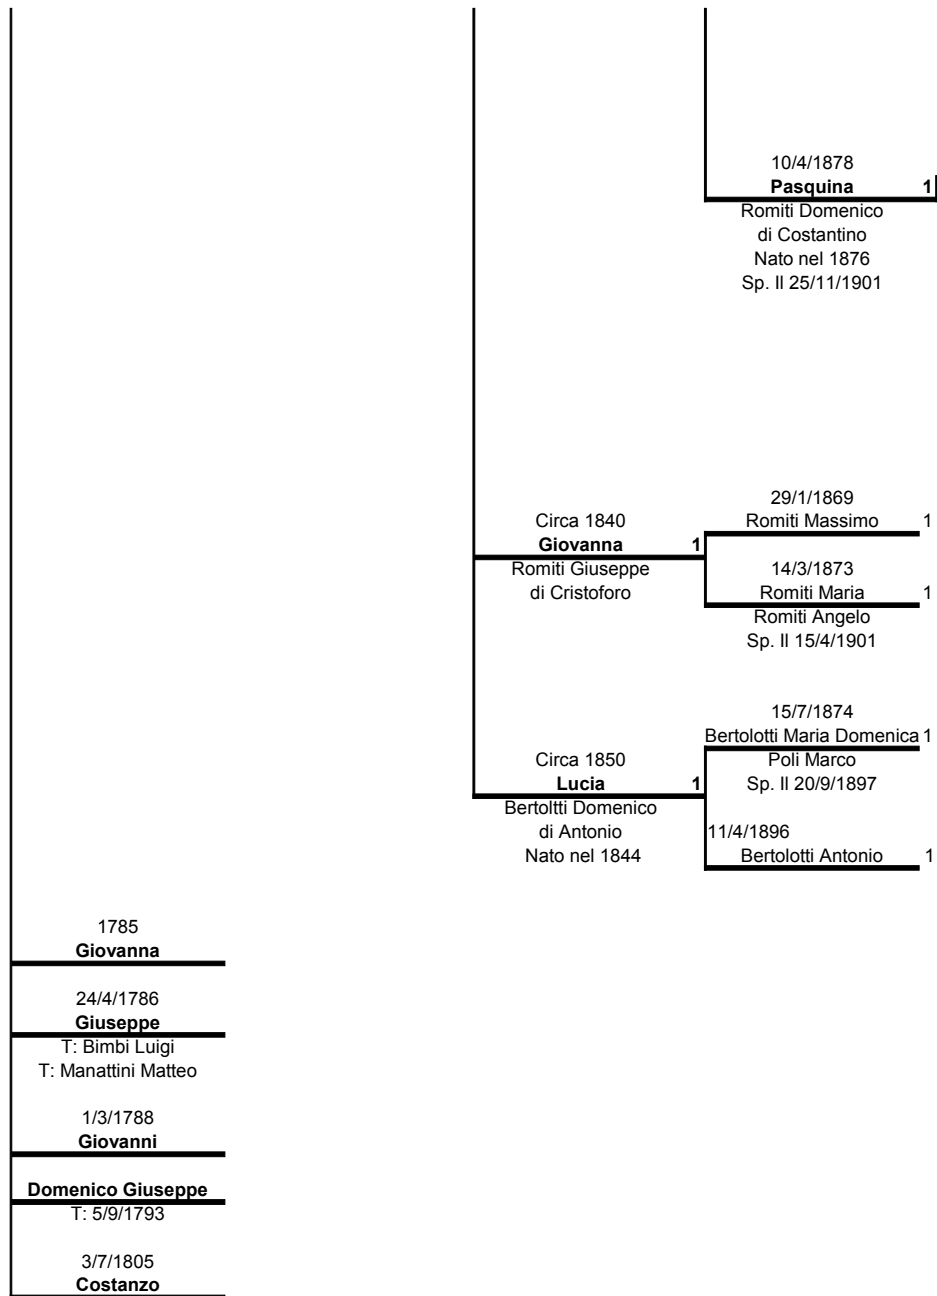 10/4/1878
Pasquina 1
Romiti Domenico
di Costantino
Nato nel 1876
Sp. Il 25/11/1901
29/1/1869
Romiti Massimo 1
Circa 1840
Giovanna 1
Romiti Giuseppe
di Cristoforo
14/3/1873
Romiti Maria 1
Romiti Angelo
Sp. Il 15/4/1901
15/7/1874
Bertolotti Maria Domenica 1
Poli Marco
Sp. Il 20/9/1897
Circa 1850
Lucia 1
Bertoltti Domenico
di Antonio
Nato nel 1844
11/4/1896
Bertolotti Antonio 1
1785
Giovanna
24/4/1786
Giuseppe
T: Bimbi Luigi
T: Manattini Matteo
1/3/1788
Giovanni
Domenico Giuseppe
T: 5/9/1793
3/7/1805
Costanzo